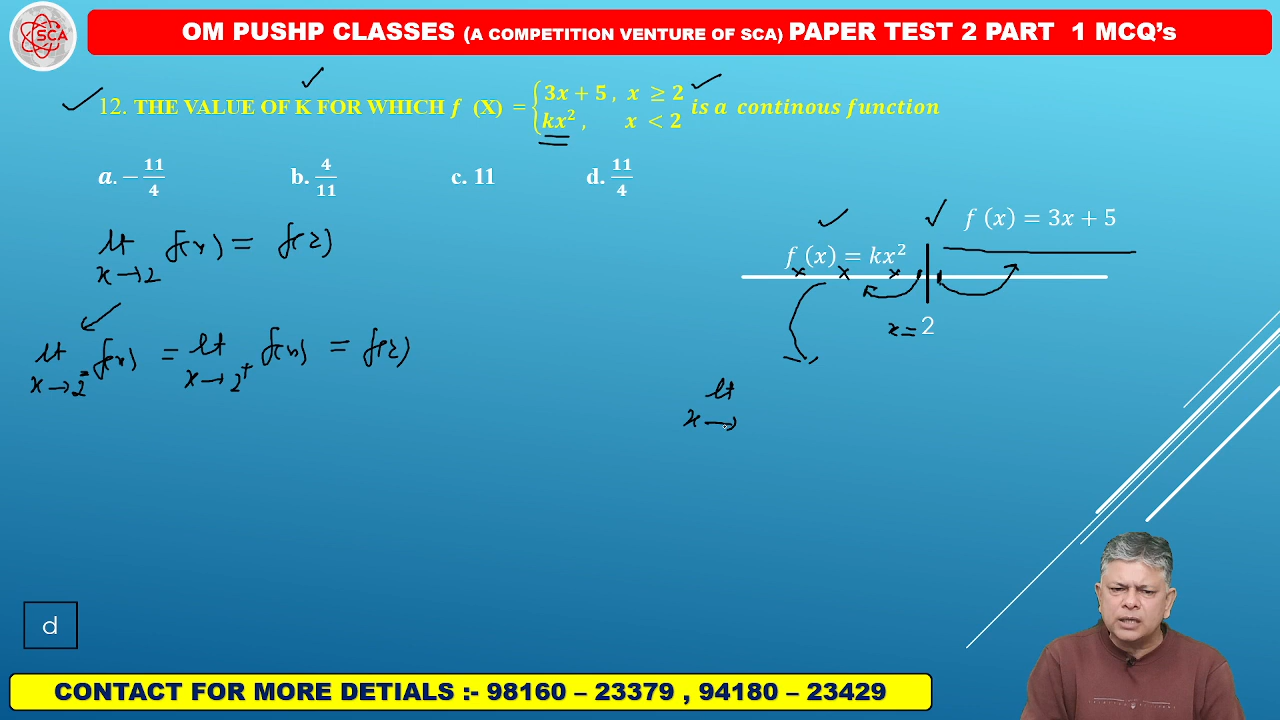 SCA
OM PUSHP CLASSES (A COMPETITION VENTURE OF SCA) PAPER TEST 2 PART 1 MCQ's
12. THE VALUE OF K FOR WHICH f (X) = { 3x + 5 , x ≥ 2
kx² , x < 2 is a continous function
a. −11/4 b. 4/11 c. 11 d. 11/4
lt x→2 f(x) = f(2)
f (x) = 3x + 5
f (x) = kx²
x = 2
lt x→2⁻ f(x) = lt x→2⁺ f(x) = f(2)
lt x→
d
CONTACT FOR MORE DETIALS :- 98160 – 23379 , 94180 – 23429